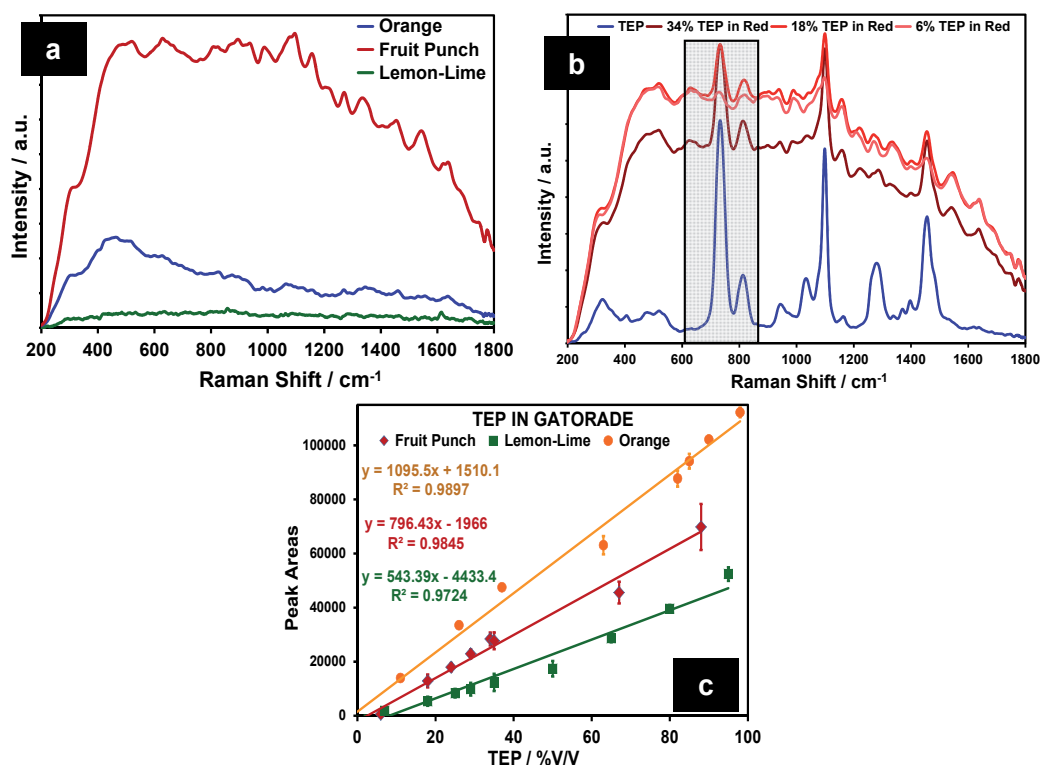 a
Orange
Fruit Punch
Lemon-Lime
Intensity / a.u.
200 400 600 800 1000 1200 1400 1600 1800
Raman Shift / cm⁻¹
b
TEP 34% TEP in Red 18% TEP in Red 6% TEP in Red
Intensity / a.u.
200 400 600 800 1000 1200 1400 1600 1800
Raman Shift / cm⁻¹
TEP IN GATORADE
Fruit Punch Lemon-Lime Orange
y = 1095.5x + 1510.1
R² = 0.9897
y = 796.43x - 1966
R² = 0.9845
y = 543.39x - 4433.4
R² = 0.9724
Peak Areas
100000
80000
60000
40000
20000
0
0 20 40 60 80 100
TEP / %V/V
c